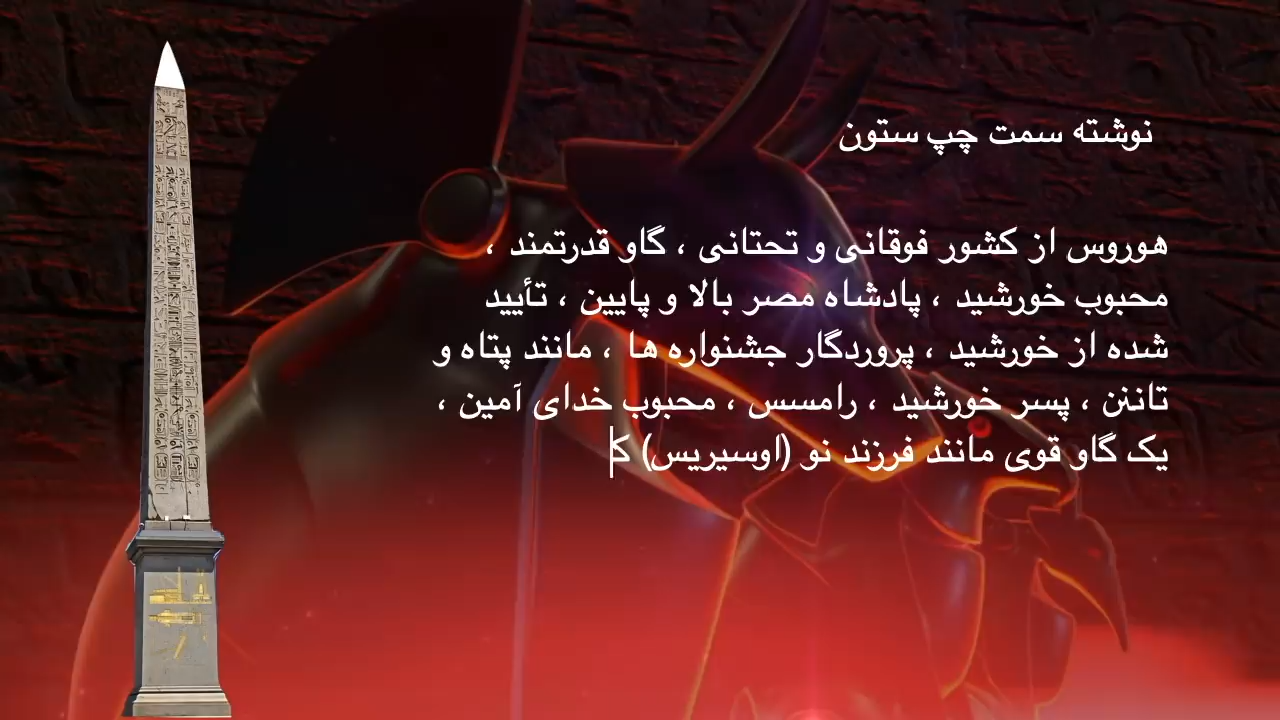 نوشته سمت چپ ستون
هوروس از کشور فوقانی و تحتانی ، گاو قدرتمند ،
محبوب خورشید ، پادشاه مصر بالا و پایین ، تأیید
شده از خورشید ، پروردگار جشنواره ها ، مانند پتاه و
تاننن ، پسر خورشید ، رامسس ، محبوب خدای آمین ،
یک گاو قوی مانند فرزند نو (اوسیریس) ک